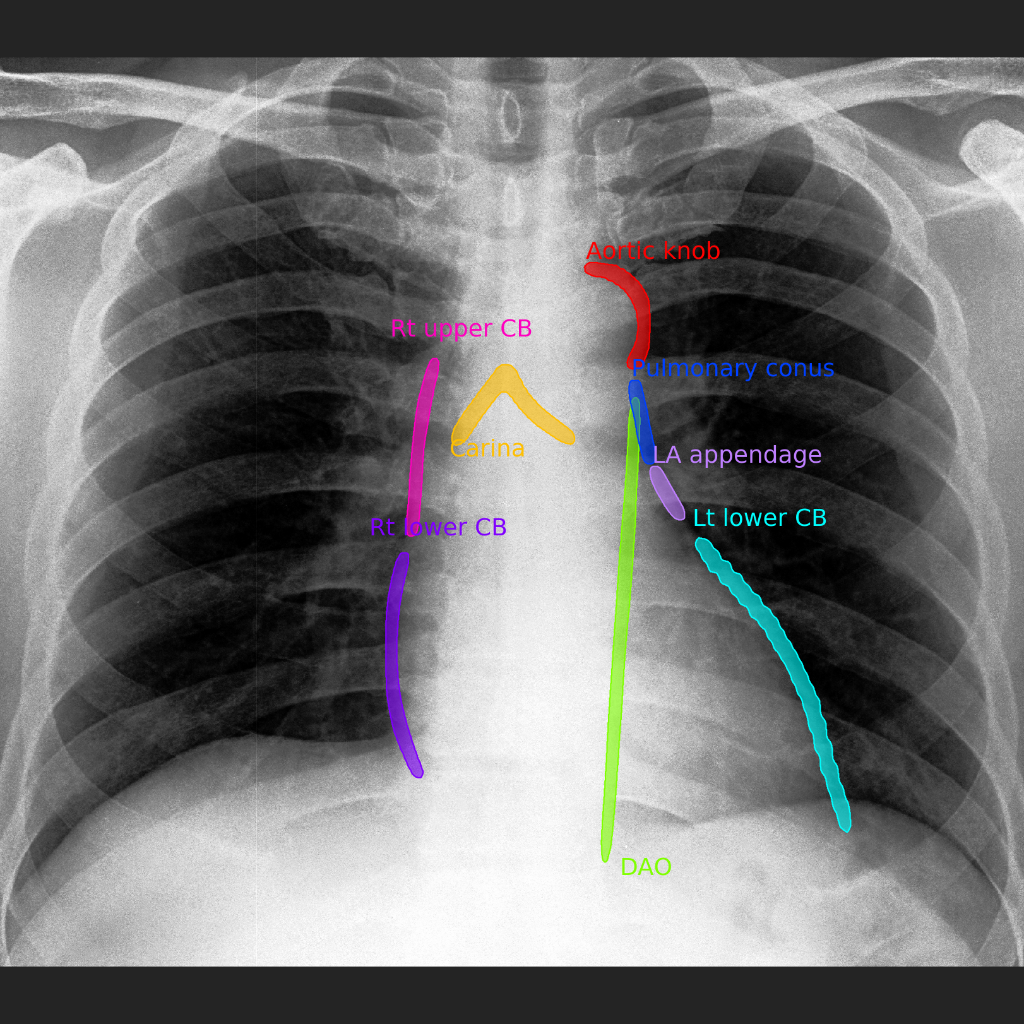 Aortic knob
Rt upper CB
Pulmonary conus
Carina
LA appendage
Lt lower CB
Rt lower CB
DAO